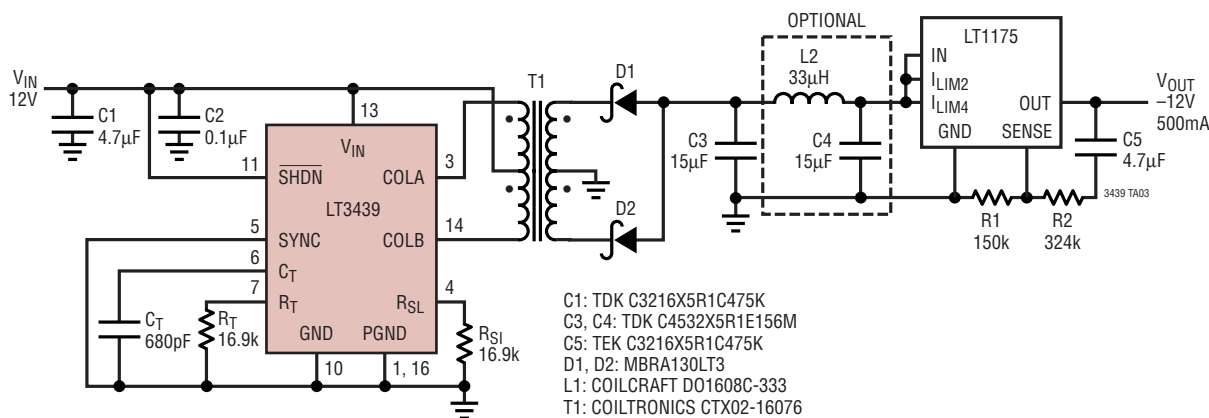 OPTIONAL
V_IN
12V
C1
4.7µF
C2
0.1µF
13
V_IN
11
SHDN
COLA
3
LT3439
5
SYNC
COLB
14
6
C_T
7
R_T
R_SL
4
GND
PGND
10
1, 16
C_T
680pF
R_T
16.9k
R_SI
16.9k
T1
D1
D2
L2
33µH
C3
15µF
C4
15µF
LT1175
IN
I_LIM2
I_LIM4
OUT
GND
SENSE
V_OUT
–12V
500mA
C5
4.7µF
3439 TA03
R1
150k
R2
324k
C1: TDK C3216X5R1C475K
C3, C4: TDK C4532X5R1E156M
C5: TEK C3216X5R1C475K
D1, D2: MBRA130LT3
L1: COILCRAFT DO1608C-333
T1: COILTRONICS CTX02-16076